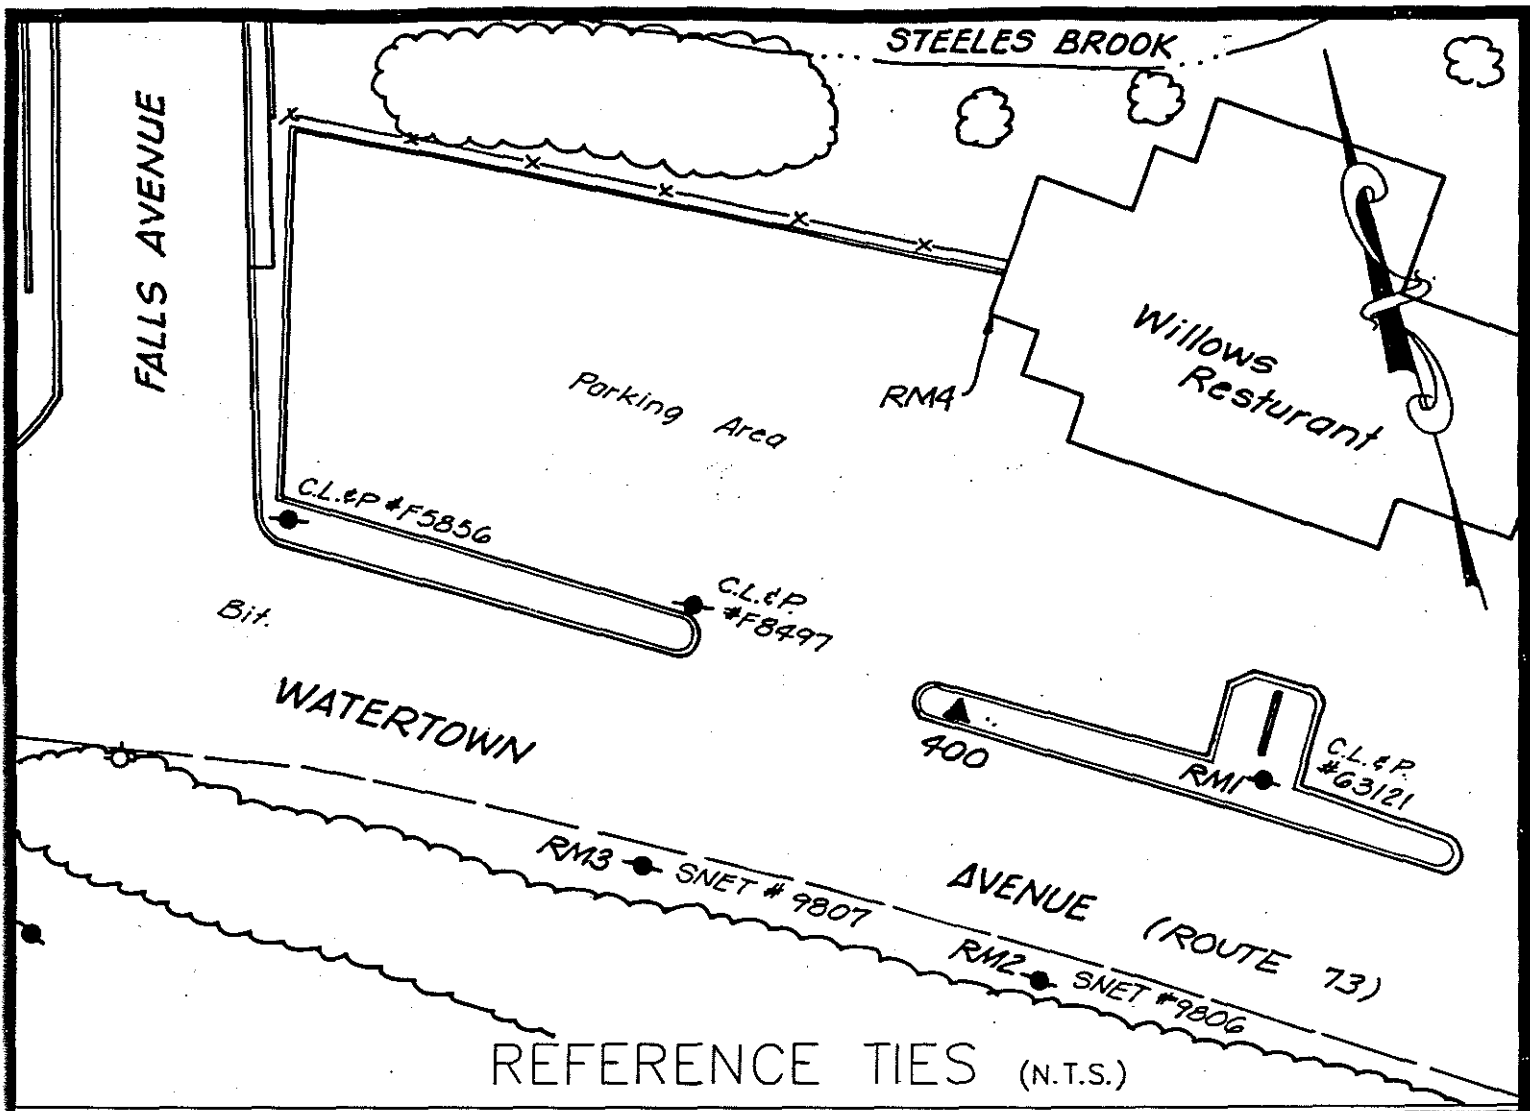 STEELES BROOK
FALLS AVENUE
Willows
Resturant
RM4
Parking Area
C.L.&P #F5856
C.L.&P.
#F8497
Bit.
WATERTOWN
400
RM1
C.L.&P.
#63121
RM3
SNET # 9807
AVENUE (ROUTE 73)
RM2
SNET #9806
REFERENCE TIES (N.T.S.)